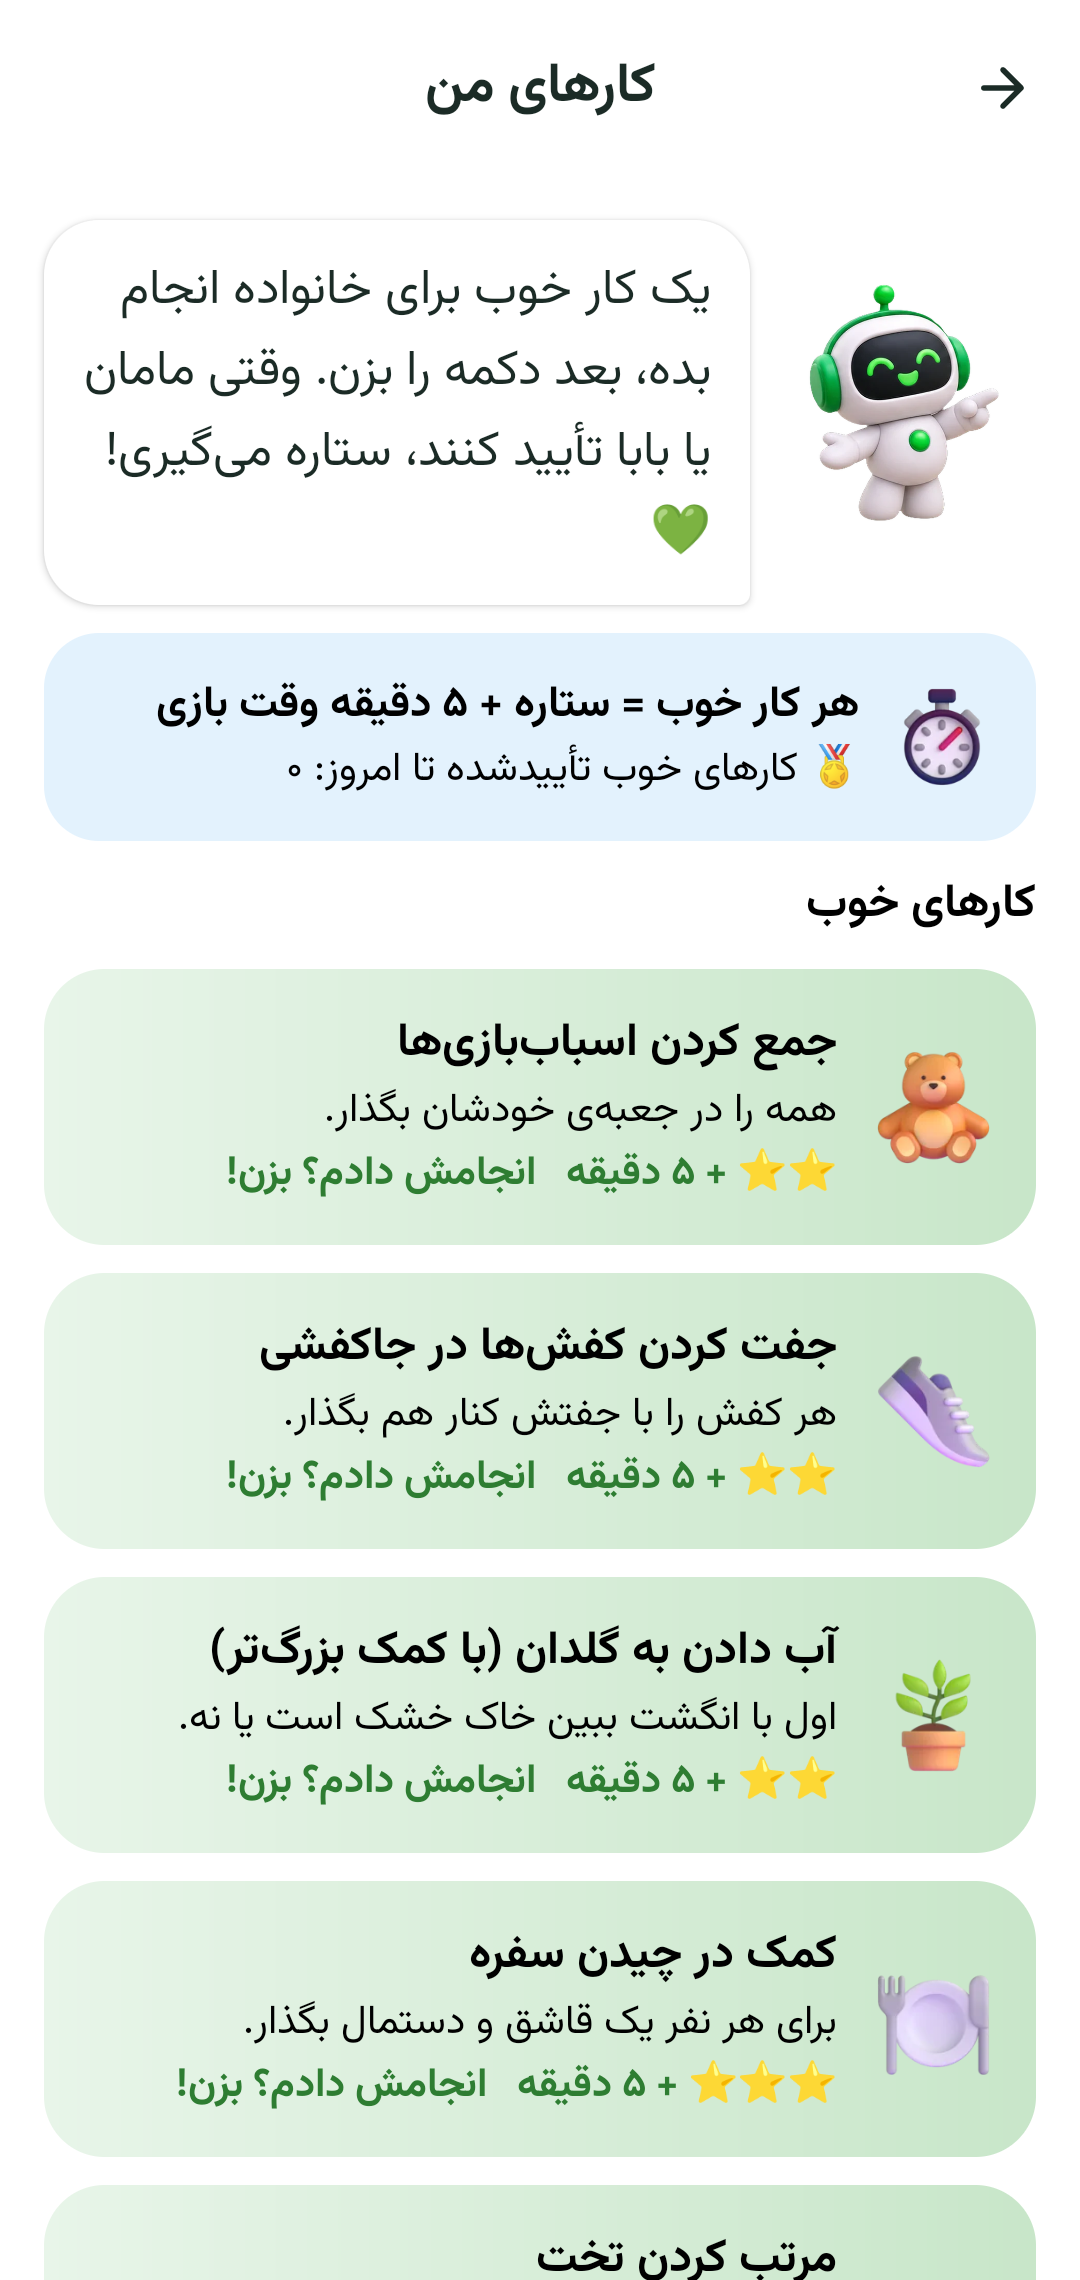 کارهای من
یک کار خوب برای خانواده انجام
بده، بعد دکمه را بزن. وقتی مامان
یا بابا تأیید کنند، ستاره می‌گیری!
💚
هر کار خوب = ستاره + ۵ دقیقه وقت بازی
🏅 کارهای خوب تأییدشده تا امروز: ۰
کارهای خوب
جمع کردن اسباب‌بازی‌ها
همه را در جعبه‌ی خودشان بگذار.
⭐⭐ + ۵ دقیقه   انجامش دادم؟ بزن!
جفت کردن کفش‌ها در جاکفشی
هر کفش را با جفتش کنار هم بگذار.
⭐⭐ + ۵ دقیقه   انجامش دادم؟ بزن!
آب دادن به گلدان (با کمک بزرگ‌تر)
اول با انگشت ببین خاک خشک است یا نه.
⭐⭐ + ۵ دقیقه   انجامش دادم؟ بزن!
کمک در چیدن سفره
برای هر نفر یک قاشق و دستمال بگذار.
⭐⭐⭐ + ۵ دقیقه   انجامش دادم؟ بزن!
مرتب کردن تخت